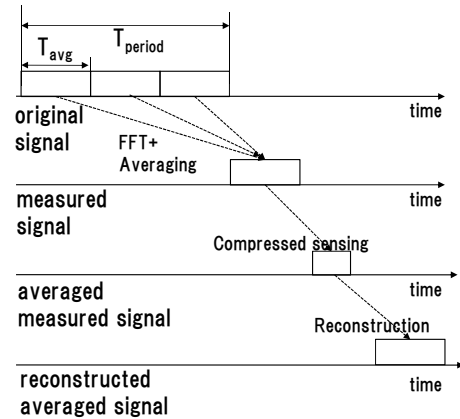 T_period
T_avg
time
original
signal
FFT+
Averaging
time
measured
signal
Compressed sensing
time
averaged
measured signal
Reconstruction
time
reconstructed
averaged signal